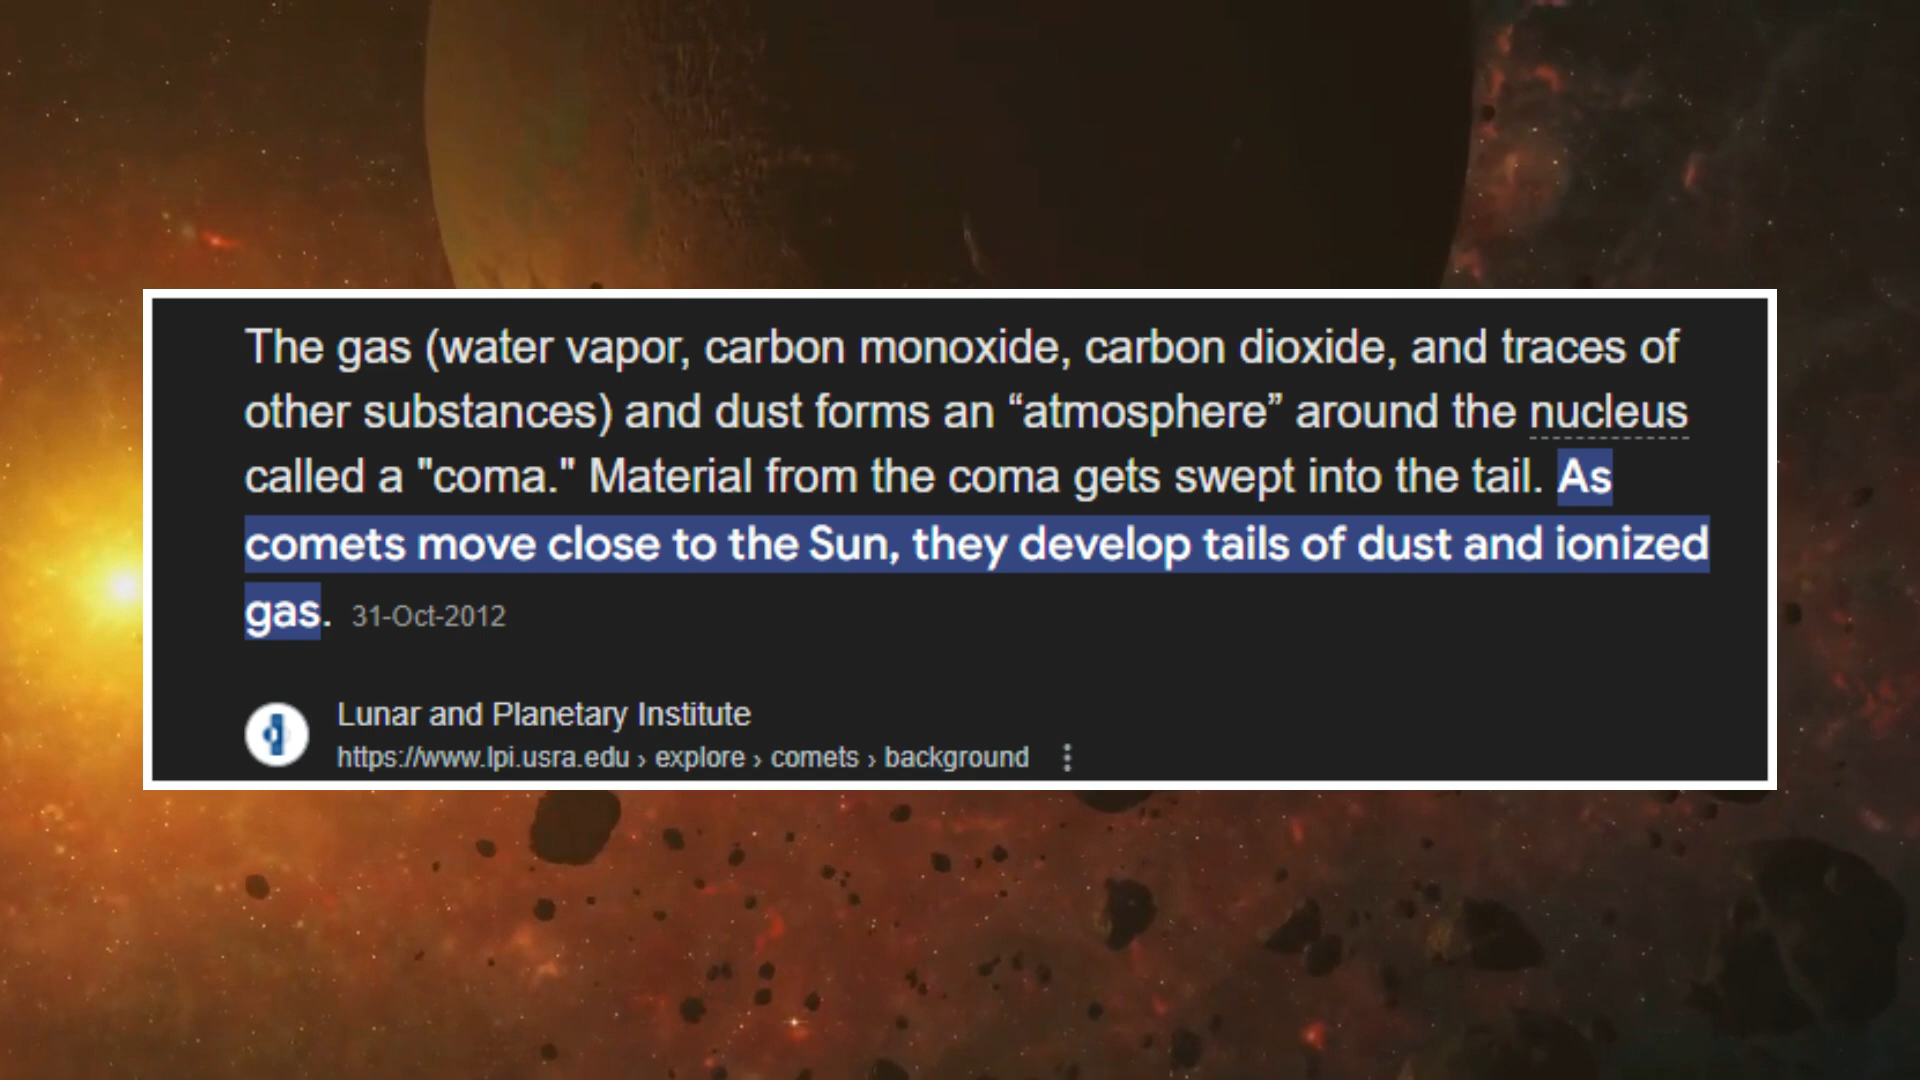 The gas (water vapor, carbon monoxide, carbon dioxide, and traces of
other substances) and dust forms an “atmosphere” around the nucleus
called a "coma." Material from the coma gets swept into the tail. As
comets move close to the Sun, they develop tails of dust and ionized
gas. 31-Oct-2012
Lunar and Planetary Institute
https://www.lpi.usra.edu › explore › comets › background